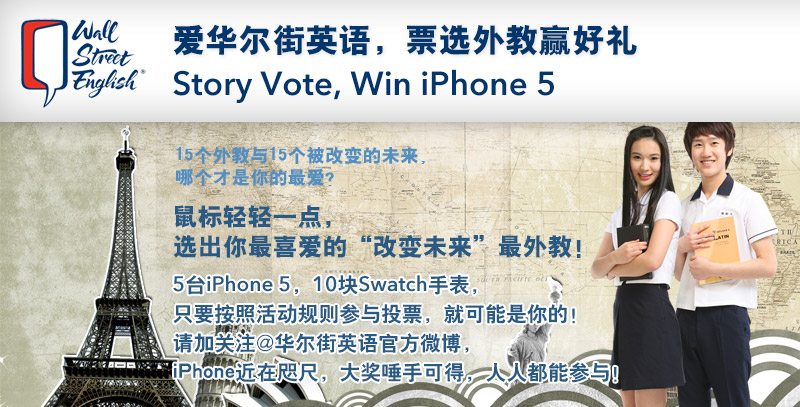 Wall
Street
English®
爱华尔街英语，票选外教赢好礼
Story Vote, Win iPhone 5
15个外教与15个被改变的未来，
哪个才是你的最爱？
鼠标轻轻一点，
选出你最喜爱的“改变未来”最外教！
5台iPhone 5，10块Swatch手表，
只要按照活动规则参与投票，就可能是你的！
请加关注@华尔街英语官方微博，
iPhone近在咫尺，大奖唾手可得，人人都能参与！
LATIN
SOUTH PACIFIC OCE